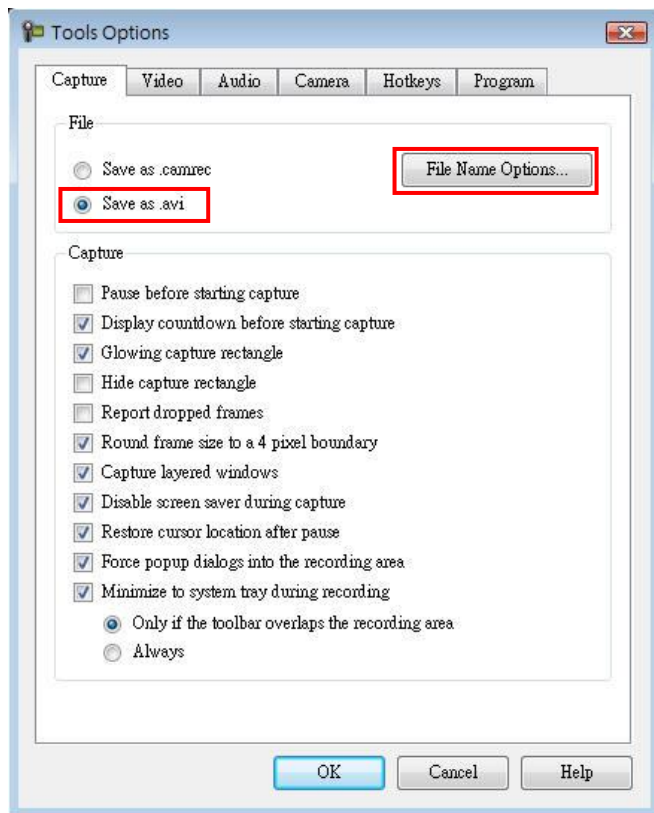 Tools Options
Capture Video Audio Camera Hotkeys Program
File
Save as .camrec
File Name Options...
Save as .avi
Capture
Pause before starting capture
Display countdown before starting capture
Glowing capture rectangle
Hide capture rectangle
Report dropped frames
Round frame size to a 4 pixel boundary
Capture layered windows
Disable screen saver during capture
Restore cursor location after pause
Force popup dialogs into the recording area
Minimize to system tray during recording
Only if the toolbar overlaps the recording area
Always
OK Cancel Help